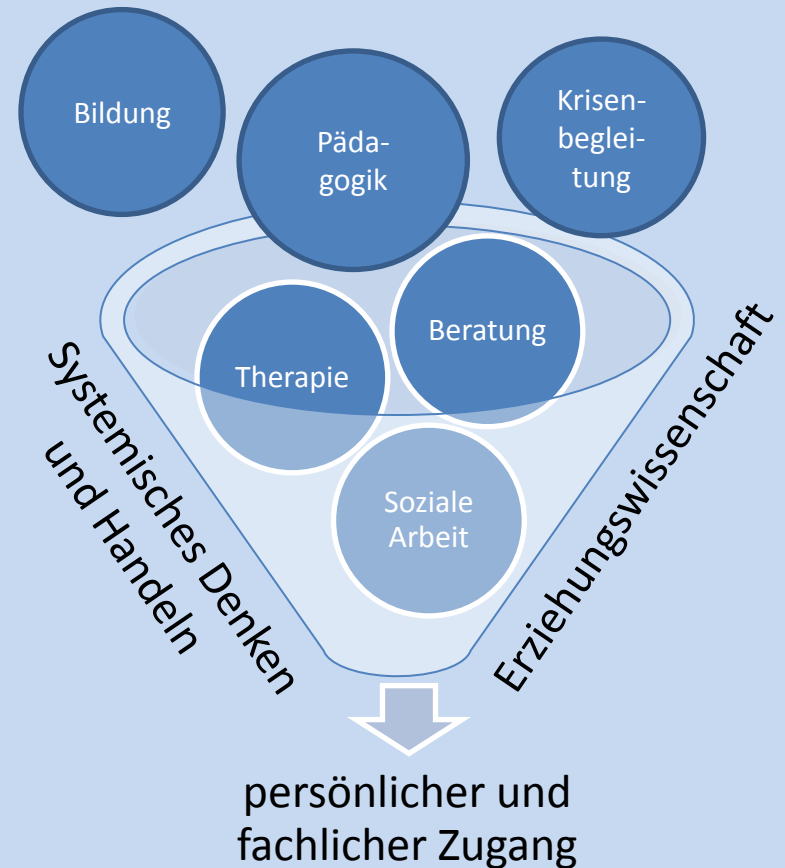 Bildung
Päda-
gogik
Krisen-
beglei-
tung
Therapie
Beratung
Soziale
Arbeit
Systemisches Denken
und Handeln
Erziehungswissenschaft
persönlicher und
fachlicher Zugang